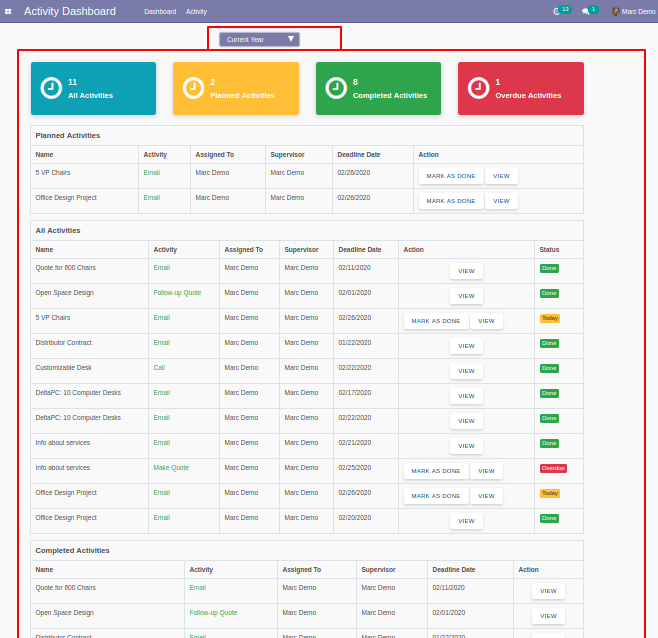 Activity Dashboard Dashboard Activity 13 1 Marc Demo
Current Year
11 All Activities
2 Planned Activities
8 Completed Activities
1 Overdue Activities
Planned Activities
Name Activity Assigned To Supervisor Deadline Date Action
5 VP Chairs Email Marc Demo Marc Demo 02/26/2020 MARK AS DONE VIEW
Office Design Project Email Marc Demo Marc Demo 02/26/2020 MARK AS DONE VIEW
All Activities
Name Activity Assigned To Supervisor Deadline Date Action Status
Quote for 600 Chairs Email Marc Demo Marc Demo 02/11/2020 VIEW Done
Open Space Design Follow-up Quote Marc Demo Marc Demo 02/01/2020 VIEW Done
5 VP Chairs Email Marc Demo Marc Demo 02/26/2020 MARK AS DONE VIEW Today
Distributor Contract Email Marc Demo Marc Demo 01/22/2020 VIEW Done
Customizable Desk Call Marc Demo Marc Demo 02/22/2020 VIEW Done
DeltaPC: 10 Computer Desks Email Marc Demo Marc Demo 02/17/2020 VIEW Done
DeltaPC: 10 Computer Desks Email Marc Demo Marc Demo 02/22/2020 VIEW Done
Info about services Email Marc Demo Marc Demo 02/21/2020 VIEW Done
Info about services Make Quote Marc Demo Marc Demo 02/25/2020 MARK AS DONE VIEW Overdue
Office Design Project Email Marc Demo Marc Demo 02/26/2020 MARK AS DONE VIEW Today
Office Design Project Email Marc Demo Marc Demo 02/20/2020 VIEW Done
Completed Activities
Name Activity Assigned To Supervisor Deadline Date Action
Quote for 600 Chairs Email Marc Demo Marc Demo 02/11/2020 VIEW
Open Space Design Follow-up Quote Marc Demo Marc Demo 02/01/2020 VIEW
Distributor Contract Email Marc Demo Marc Demo 01/22/2020